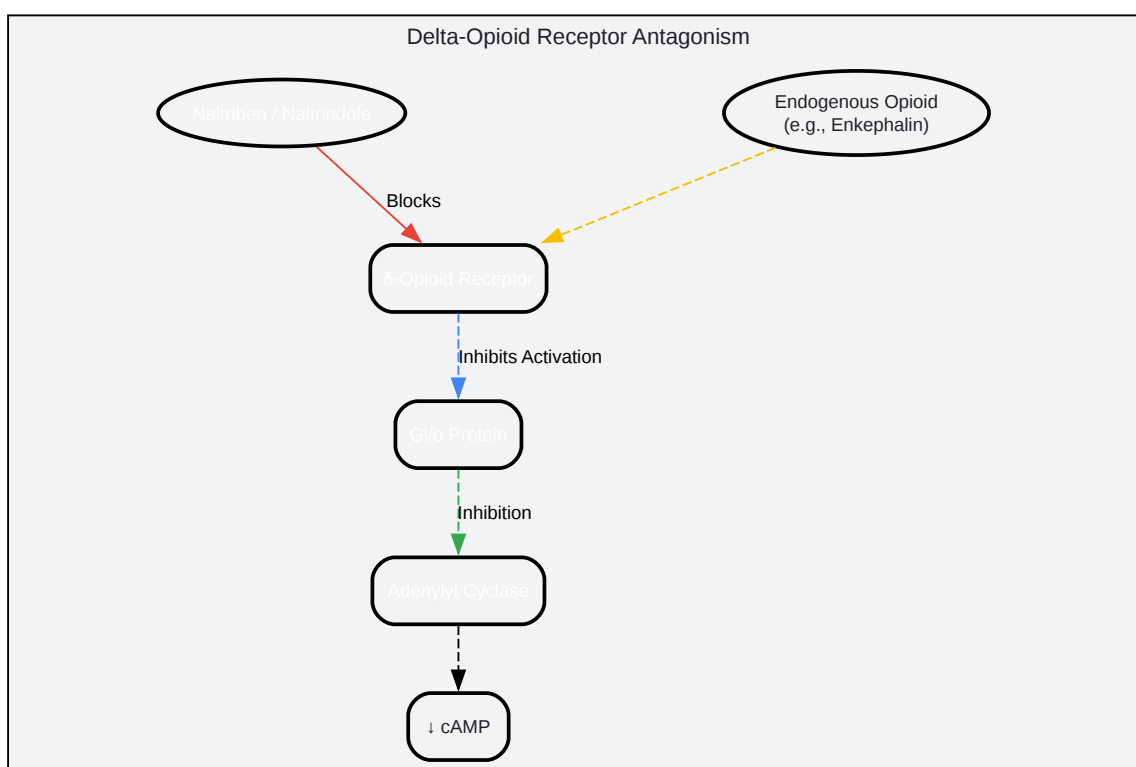 Delta-Opioid Receptor Antagonism
Naltriben / Naltrindole
Endogenous Opioid
(e.g., Enkephalin)
Blocks
δ-Opioid Receptor
Inhibits Activation
Gi/o Protein
Inhibition
Adenylyl Cyclase
↓ cAMP